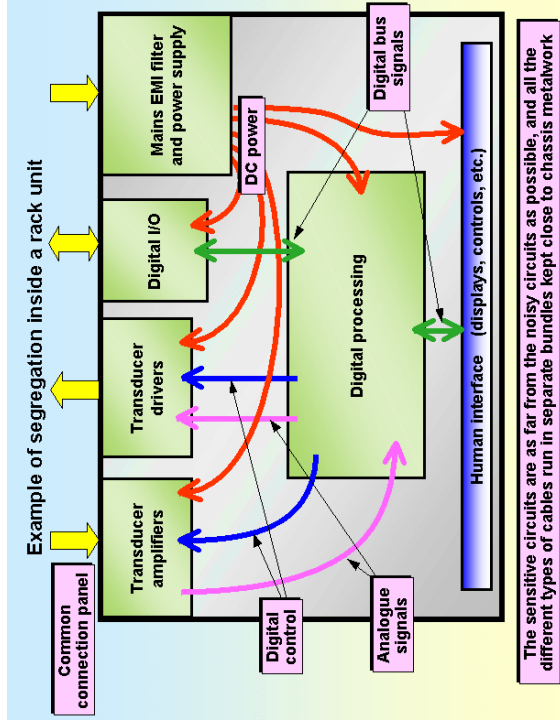 Example of segregation inside a rack unit
Common
connection panel
Transducer
amplifiers
Transducer
drivers
Digital I/O
Mains EMI filter
and power supply
DC power
Digital
control
Analogue
signals
Digital processing
Digital bus
signals
Human interface (displays, controls, etc.)
The sensitive circuits are as far from the noisy circuits as possible, and all the
different types of cables run in separate bundles kept close to chassis metalwork